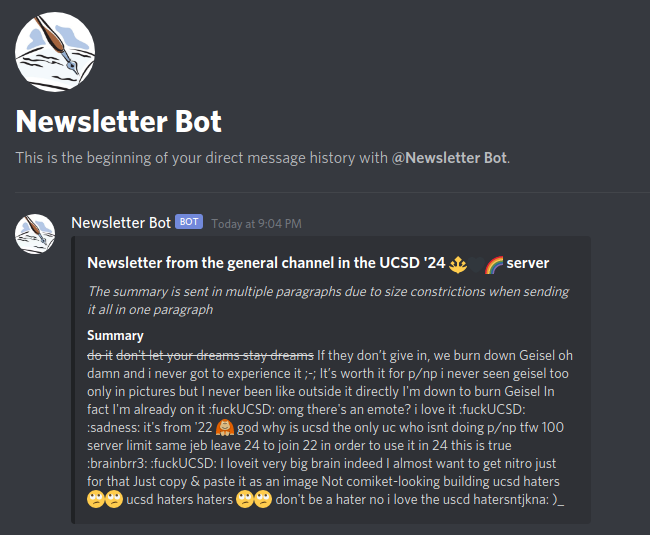 Newsletter Bot
This is the beginning of your direct message history with @Newsletter Bot.
Newsletter Bot BOT Today at 9:04 PM
Newsletter from the general channel in the UCSD '24 🔱 🌈 server
The summary is sent in multiple paragraphs due to size constrictions when sending
it all in one paragraph
Summary
do it don't let your dreams stay dreams If they don't give in, we burn down Geisel oh
damn and i never got to experience it ;-; It's worth it for p/np i never seen geisel too
only in pictures but I never been like outside it directly I'm down to burn Geisel In
fact I'm already on it :fuckUCSD: omg there's an emote? i love it :fuckUCSD:
:sadness: it's from '22 🦧 god why is ucsd the only uc who isnt doing p/np tfw 100
server limit same jeb leave 24 to join 22 in order to use it in 24 this is true
:brainbrr3: :fuckUCSD: I loveit very big brain indeed I almost want to get nitro just
for that Just copy & paste it as an image Not comiket-looking building ucsd haters
🙄🙄 ucsd haters haters 🙄🙄 don't be a hater no i love the uscd hatersntjkna: )_